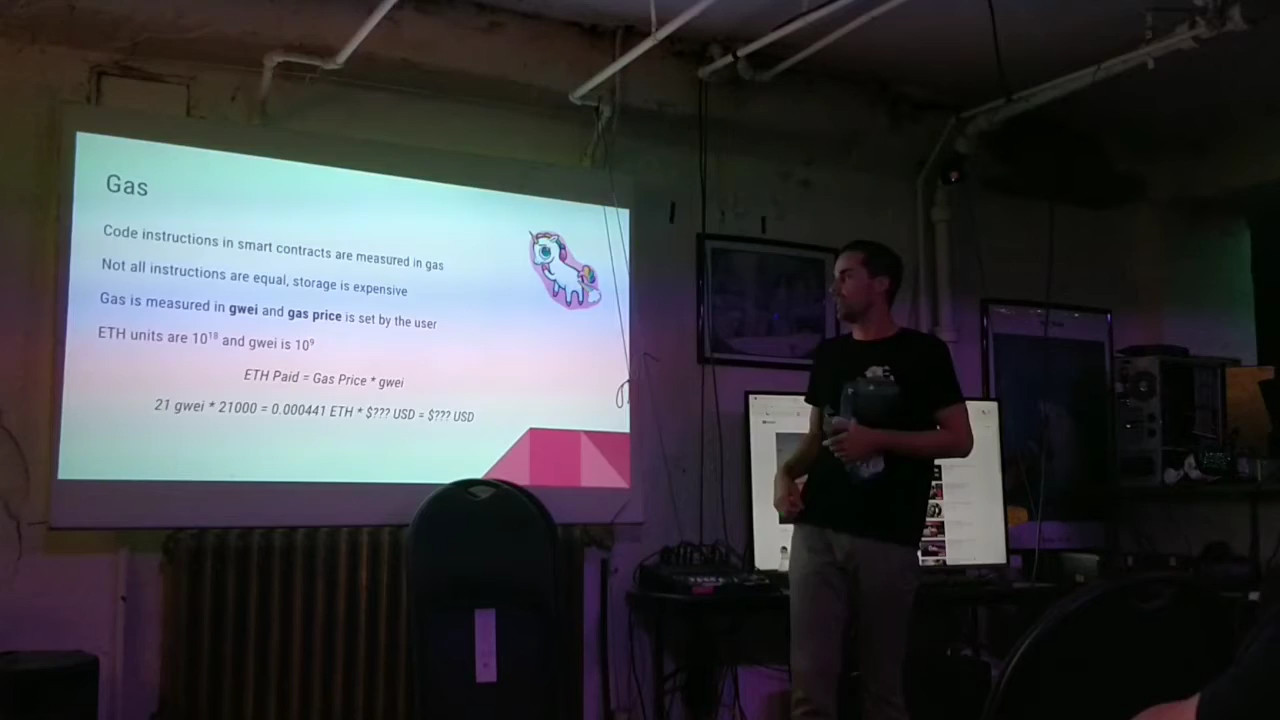 Gas
Code instructions in smart contracts are measured in gas
Not all instructions are equal, storage is expensive
Gas is measured in gwei and gas price is set by the user
ETH units are 10¹⁸ and gwei is 10⁹
ETH Paid = Gas Price * gwei
21 gwei * 21000 = 0.000441 ETH * $??? USD = $??? USD